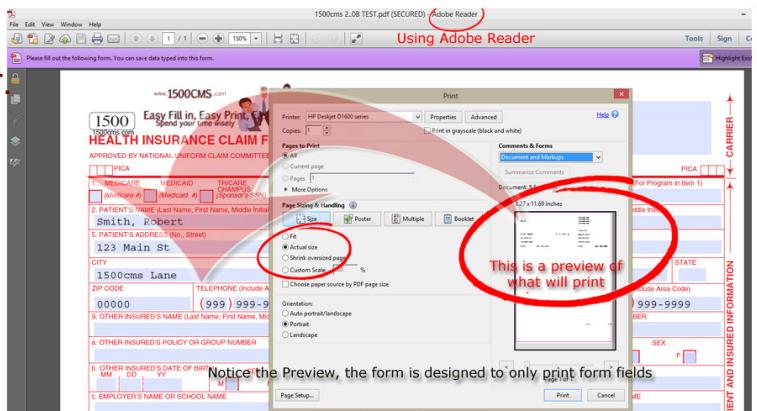 1500cms 2..0B TEST.pdf (SECURED) - Adobe Reader
File Edit View Window Help
1 / 1 150% Using Adobe Reader Tools Sign
Please fill out the following form. You can save data typed into this form.
Highlight
www.1500CMS.com
1500 Easy Fill in, Easy Print,
Spend your time wisely
1500cms.com
HEALTH INSURANCE CLAIM F
APPROVED BY NATIONAL UNIFORM CLAIM COMMITTEE
PICA
1. MEDICARE MEDICAID TRICARE
CHAMPUS
(Medicare #) (Medicaid #) (Sponsor's SSN)
2. PATIENT'S NAME (Last Name, First Name, Middle Initial
Smith, Robert
5. PATIENT'S ADDRESS (No., Street)
123 Main St
CITY
1500cms Lane
ZIP CODE TELEPHONE (Include A
00000 (999) 999-9
9. OTHER INSURED'S NAME (Last Name, First Name, Mid
a. OTHER INSURED'S POLICY OR GROUP NUMBER
b. OTHER INSURED'S DATE OF BIRT
MM DD YY M F
c. EMPLOYER'S NAME OR SCHOOL NAME
Print
Printer: HP Deskjet D1600 series Properties Advanced Help
Copies: 1 Print in grayscale (black and white)
Pages to Print
All
Current page
Pages 1
More Options
Page Sizing & Handling
Size Poster Multiple Booklet
Fit
Actual size
Shrink oversized page
Custom Scale: %
Choose paper source by PDF page size
Orientation:
Auto portrait/landscape
Portrait
Landscape
Comments & Forms
Document and Markups
Summarize Comments
Document:
8.27 x 11.69 Inches
This is a preview of
what will print
Page 1 of 1
Page Setup... Print Cancel
Notice the Preview, the form is designed to only print form fields
PICA
(For Program in Item 1)
STATE
Area Code)
999-9999
SEX
F
CARRIER
ENT AND INSURED INFORMATION